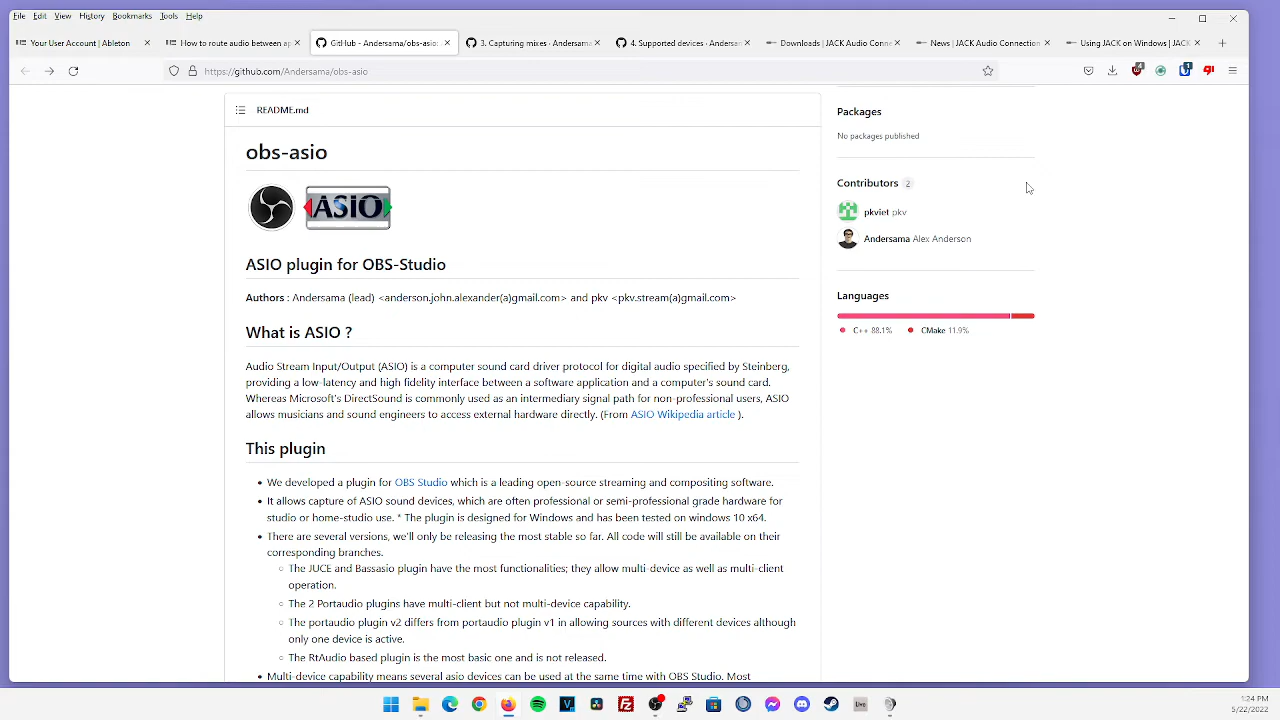 File Edit View History Bookmarks Tools Help
Your User Account | Ableton
How to route audio between ap
GitHub - Andersama/obs-asio:
3. Capturing mixes · Andersama
4. Supported devices · Andersam
Downloads | JACK Audio Conne
News | JACK Audio Connection
Using JACK on Windows | JACK
https://github.com/Andersama/obs-asio
4
1
README.md
obs-asio
ASIO
ASIO plugin for OBS-Studio
Authors : Andersama (lead) <anderson.john.alexander(a)gmail.com> and pkv <pkv.stream(a)gmail.com>
What is ASIO ?
Audio Stream Input/Output (ASIO) is a computer sound card driver protocol for digital audio specified by Steinberg,
providing a low-latency and high fidelity interface between a software application and a computer's sound card.
Whereas Microsoft's DirectSound is commonly used as an intermediary signal path for non-professional users, ASIO
allows musicians and sound engineers to access external hardware directly. (From ASIO Wikipedia article ).
This plugin
• We developed a plugin for OBS Studio which is a leading open-source streaming and compositing software.
• It allows capture of ASIO sound devices, which are often professional or semi-professional grade hardware for
studio or home-studio use. * The plugin is designed for Windows and has been tested on windows 10 x64.
• There are several versions, we'll only be releasing the most stable so far. All code will still be available on their
corresponding branches.
○ The JUCE and Bassasio plugin have the most functionalities; they allow multi-device as well as multi-client
operation.
○ The 2 Portaudio plugins have multi-client but not multi-device capability.
○ The portaudio plugin v2 differs from portaudio plugin v1 in allowing sources with different devices although
only one device is active.
○ The RtAudio based plugin is the most basic one and is not released.
• Multi-device capability means several asio devices can be used at the same time with OBS Studio. Most
Packages
No packages published
Contributors 2
pkviet pkv
Andersama Alex Anderson
Languages
C++ 88.1% CMake 11.9%
Live
1:24 PM
5/22/2022